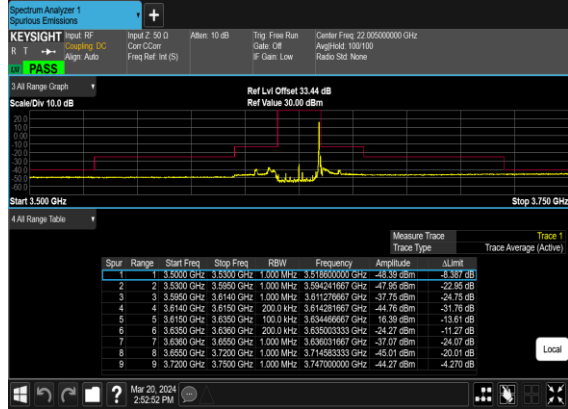 Spectrum Analyzer 1
Spurious Emissions
KEYSIGHT Input: RF Input Z: 50 Ω Atten: 10 dB Trig: Free Run Center Freq: 22.005000000 GHz
R T Coupling: DC Corr CCorr Gate: Off Avg|Hold: 100/100
Align: Auto Freq Ref: Int (S) IF Gain: Low Radio Std: None
PASS
3 All Range Graph
Ref Lvl Offset 33.44 dB
Scale/Div 10.0 dB Ref Value 30.00 dBm
20.0
10.0
0.00
-10.0
-20.0
-30.0
-40.0
-50.0
-60.0
Start 3.500 GHz Stop 3.750 GHz
4 All Range Table
Measure Trace Trace 1
Trace Type Trace Average (Active)
Spur Range Start Freq Stop Freq RBW Frequency Amplitude ΔLimit
1 1 3.5000 GHz 3.5300 GHz 1.000 MHz 3.518600000 GHz -48.39 dBm -8.387 dB
2 2 3.5300 GHz 3.5950 GHz 1.000 MHz 3.594241667 GHz -47.95 dBm -22.95 dB
3 3 3.5950 GHz 3.6140 GHz 1.000 MHz 3.611276667 GHz -37.75 dBm -24.75 dB
4 4 3.6140 GHz 3.6150 GHz 200.0 kHz 3.614281667 GHz -44.76 dBm -31.76 dB
5 5 3.6150 GHz 3.6350 GHz 100.0 kHz 3.634466667 GHz 16.39 dBm -13.61 dB
6 6 3.6350 GHz 3.6360 GHz 200.0 kHz 3.635003333 GHz -24.27 dBm -11.27 dB
7 7 3.6360 GHz 3.6550 GHz 1.000 MHz 3.636031667 GHz -37.07 dBm -24.07 dB
8 8 3.6550 GHz 3.7200 GHz 1.000 MHz 3.714583333 GHz -45.01 dBm -20.01 dB
9 9 3.7200 GHz 3.7500 GHz 1.000 MHz 3.747000000 GHz -44.27 dBm -4.270 dB
Local
Mar 20, 2024
2:52:52 PM